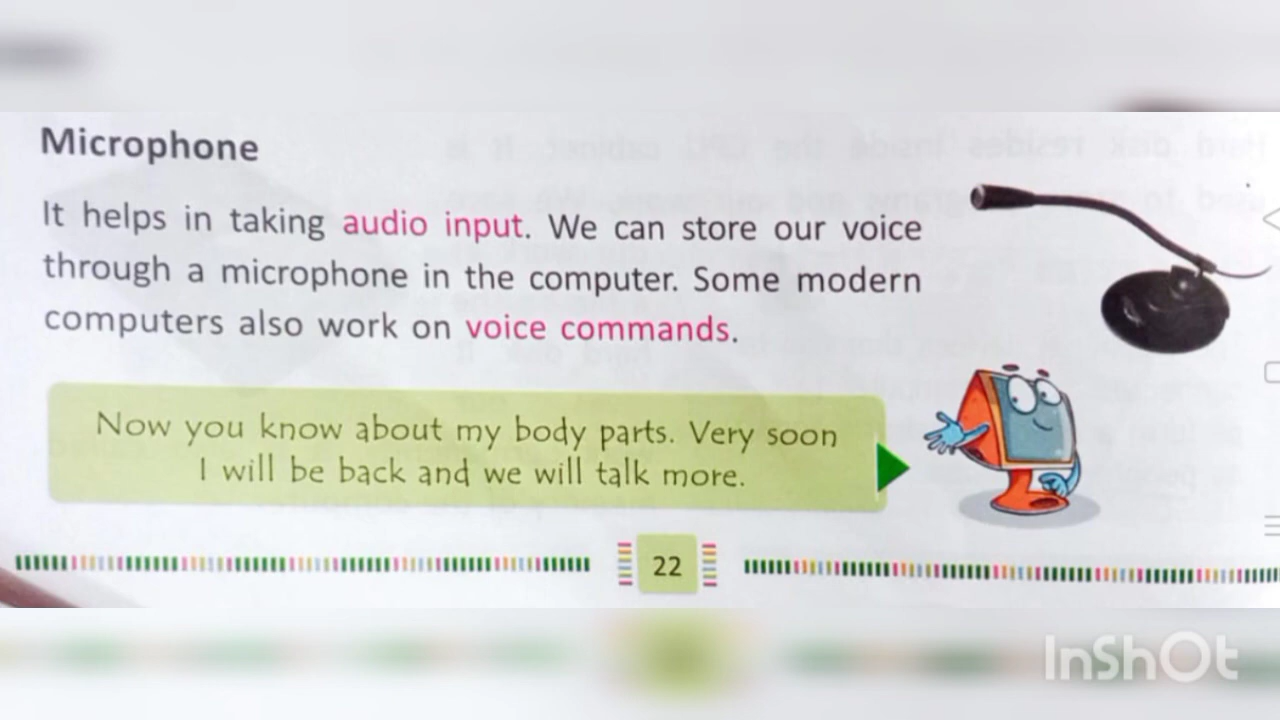 Microphone
It helps in taking audio input. We can store our voice
through a microphone in the computer. Some modern
computers also work on voice commands.
Now you know about my body parts. Very soon
I will be back and we will talk more.
22
InShOt